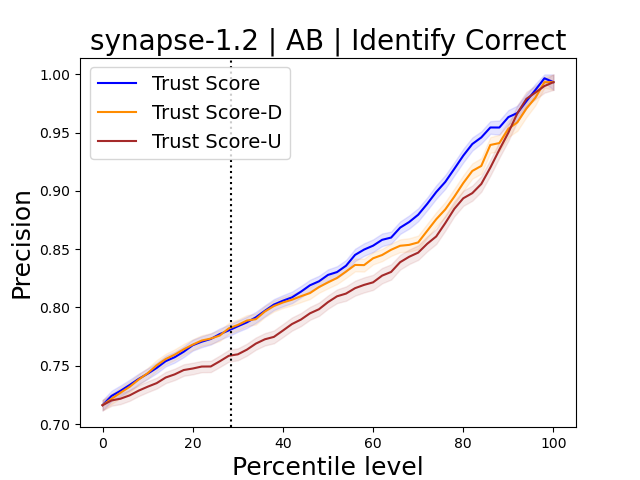 synapse-1.2 | AB | Identify Correct
Trust Score
Trust Score-D
Trust Score-U
Precision
1.00
0.95
0.90
0.85
0.80
0.75
0.70
0 20 40 60 80 100
Percentile level